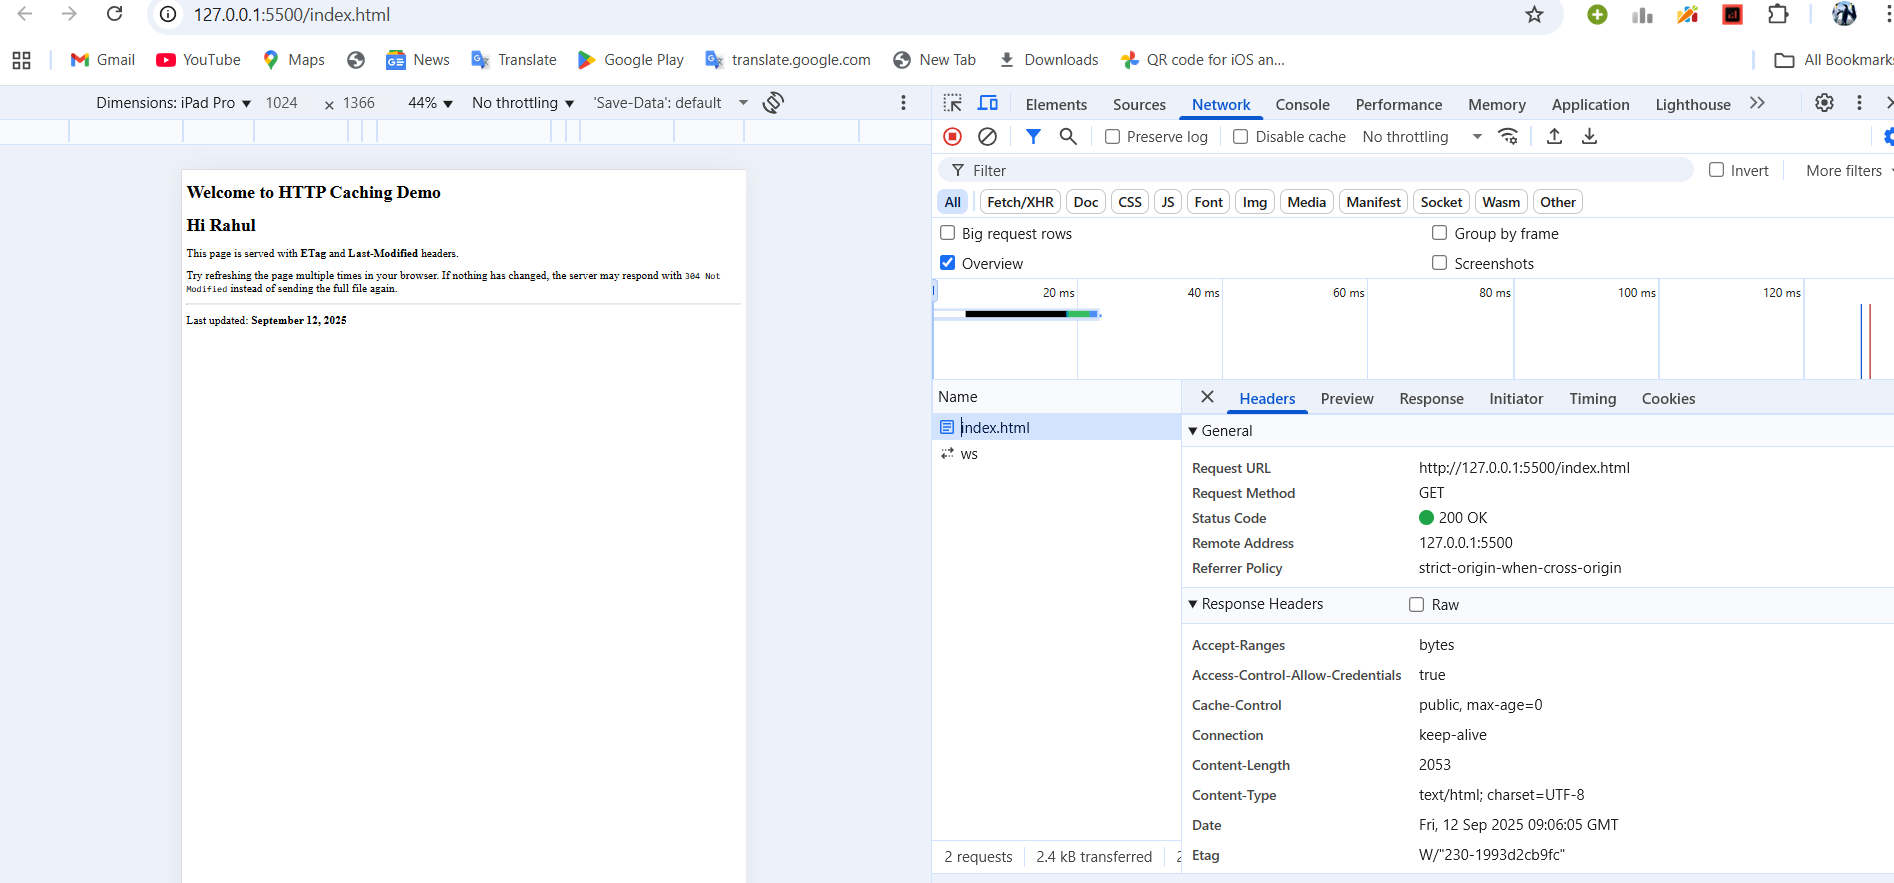 127.0.0.1:5500/index.html
Gmail YouTube Maps News Translate Google Play translate.google.com New Tab Downloads QR code for iOS an... All Bookmarks
Dimensions: iPad Pro ▼ 1024 × 1366 44% ▼ No throttling ▼ 'Save-Data': default
Welcome to HTTP Caching Demo
Hi Rahul
This page is served with ETag and Last-Modified headers.
Try refreshing the page multiple times in your browser. If nothing has changed, the server may respond with 304 Not
Modified instead of sending the full file again.
Last updated: September 12, 2025
Elements Sources Network Console Performance Memory Application Lighthouse
Preserve log Disable cache No throttling
Filter Invert More filters
All Fetch/XHR Doc CSS JS Font Img Media Manifest Socket Wasm Other
Big request rows Group by frame
Overview Screenshots
20 ms 40 ms 60 ms 80 ms 100 ms 120 ms
Name
index.html
ws
2 requests 2.4 kB transferred
Headers Preview Response Initiator Timing Cookies
General
Request URL http://127.0.0.1:5500/index.html
Request Method GET
Status Code 200 OK
Remote Address 127.0.0.1:5500
Referrer Policy strict-origin-when-cross-origin
Response Headers Raw
Accept-Ranges bytes
Access-Control-Allow-Credentials true
Cache-Control public, max-age=0
Connection keep-alive
Content-Length 2053
Content-Type text/html; charset=UTF-8
Date Fri, 12 Sep 2025 09:06:05 GMT
Etag W/"230-1993d2cb9fc"